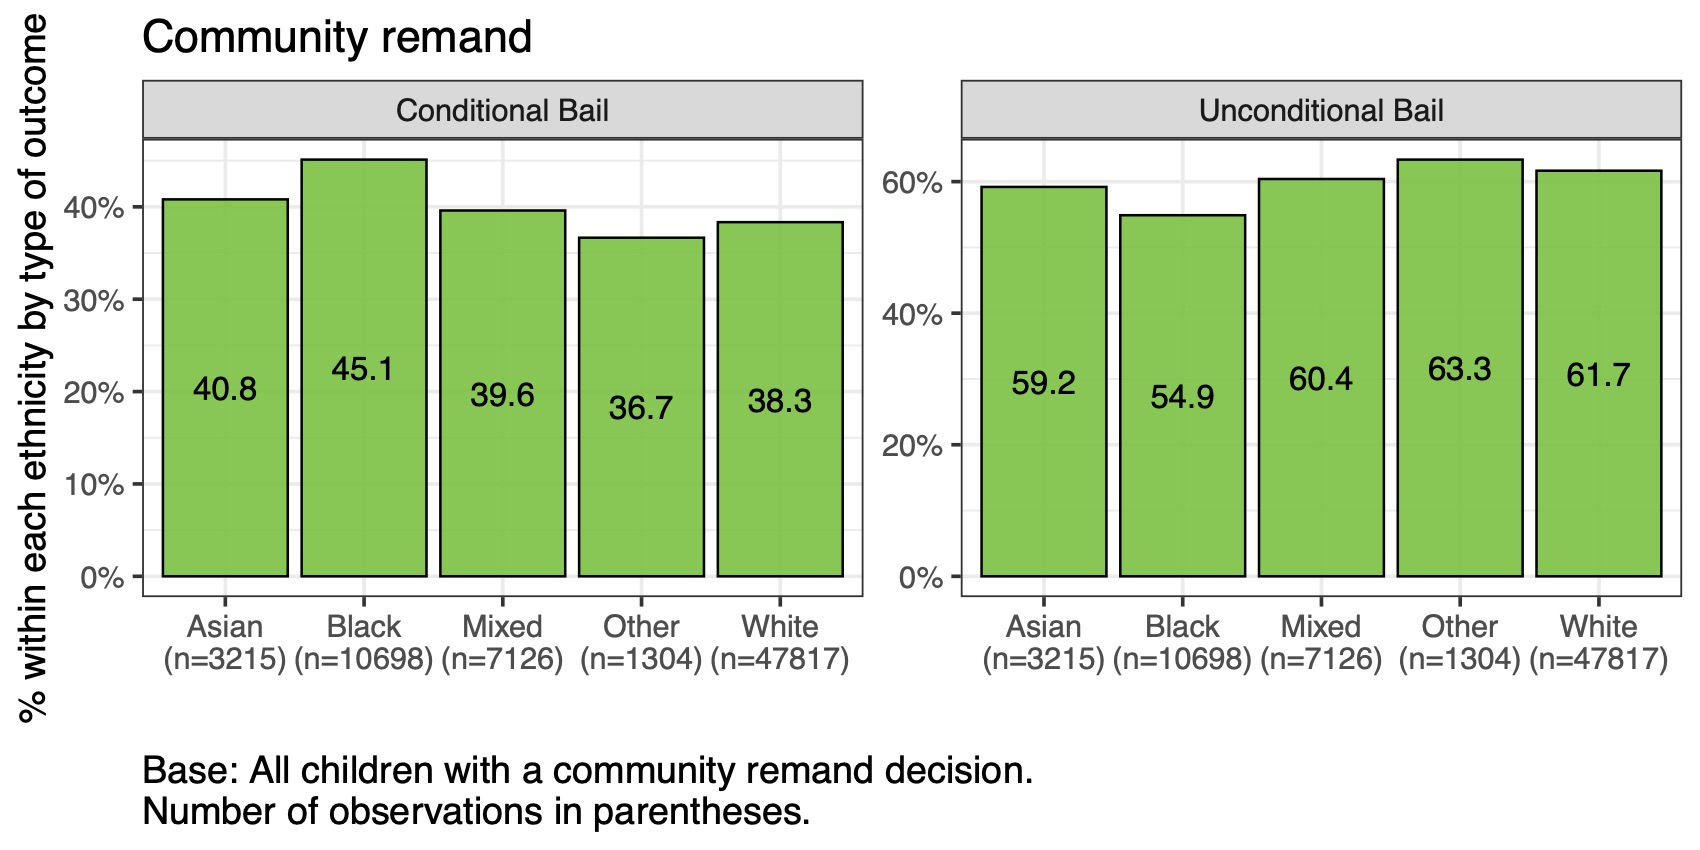 Community remand
% within each ethnicity by type of outcome
Conditional Bail
40%
30%
20%
10%
0%
40.8
45.1
39.6
36.7
38.3
Asian Black Mixed Other White
(n=3215) (n=10698) (n=7126) (n=1304) (n=47817)
Unconditional Bail
60%
40%
20%
0%
59.2
54.9
60.4
63.3
61.7
Asian Black Mixed Other White
(n=3215) (n=10698) (n=7126) (n=1304) (n=47817)
Base: All children with a community remand decision.
Number of observations in parentheses.